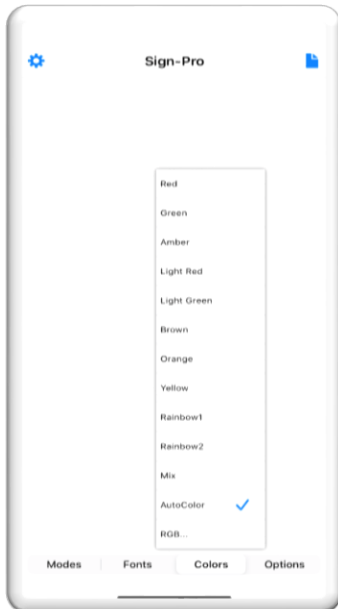 Sign-Pro
Red
Green
Amber
Light Red
Light Green
Brown
Orange
Yellow
Rainbow1
Rainbow2
Mix
AutoColor
RGB...
Modes Fonts Colors Options